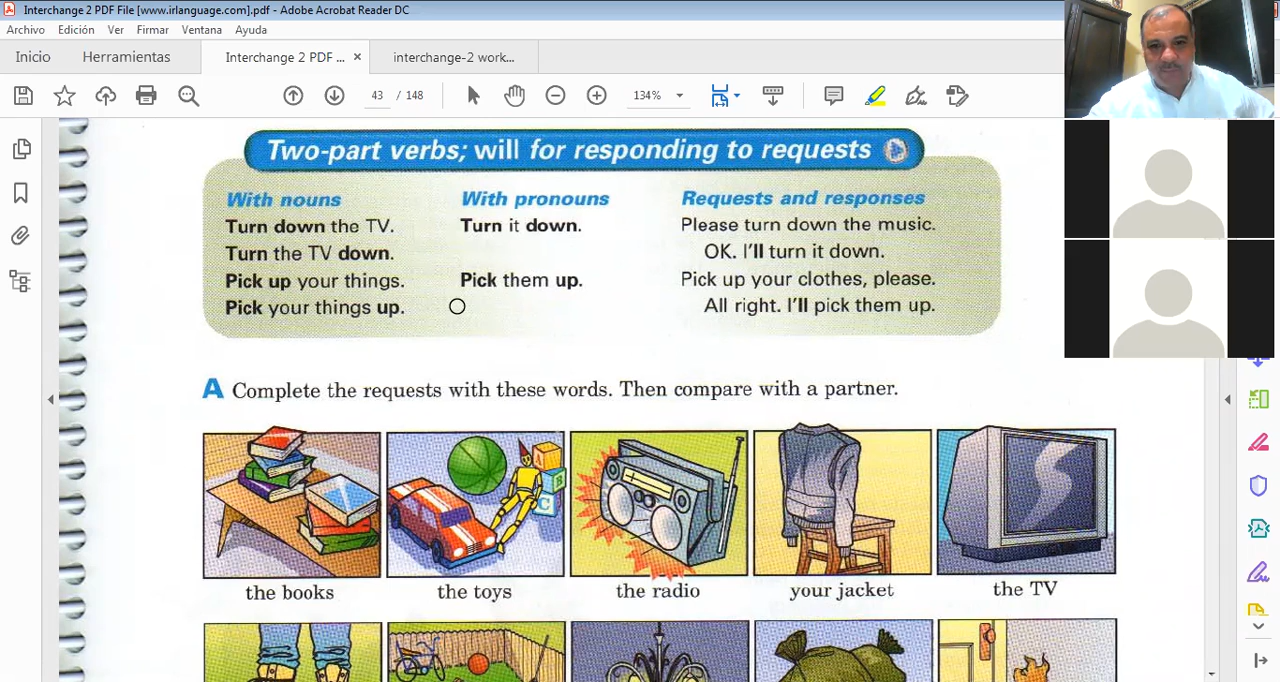 Interchange 2 PDF File [www.irlanguage.com].pdf - Adobe Acrobat Reader DC
Archivo Edición Ver Firmar Ventana Ayuda
Inicio Herramientas Interchange 2 PDF ... × interchange-2 work...
43 / 148 134%
Two-part verbs; will for responding to requests
With nouns With pronouns Requests and responses
Turn down the TV. Turn it down. Please turn down the music.
Turn the TV down. OK. I'll turn it down.
Pick up your things. Pick them up. Pick up your clothes, please.
Pick your things up. All right. I'll pick them up.
A Complete the requests with these words. Then compare with a partner.
A
B
C
the books the toys the radio your jacket the TV